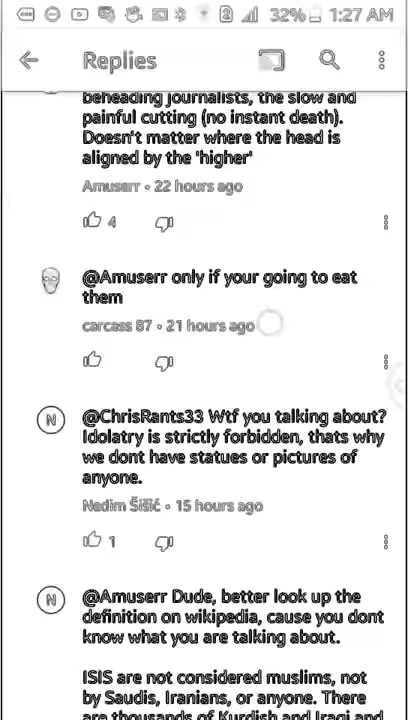 32% 1:27 AM
Replies
beheading journalists, the slow and
painful cutting (no instant death).
Doesn't matter where the head is
aligned by the 'higher'
Amuserr • 22 hours ago
4
@Amuserr only if your going to eat
them
carcass 87 • 21 hours ago
N
@ChrisRants33 Wtf you talking about?
Idolatry is strictly forbidden, thats why
we dont have statues or pictures of
anyone.
Nedim Šišić • 15 hours ago
1
N
@Amuserr Dude, better look up the
definition on wikipedia, cause you dont
know what you are talking about.
ISIS are not considered muslims, not
by Saudis, Iranians, or anyone. There
are thousands of Kurdish and Iraqi and